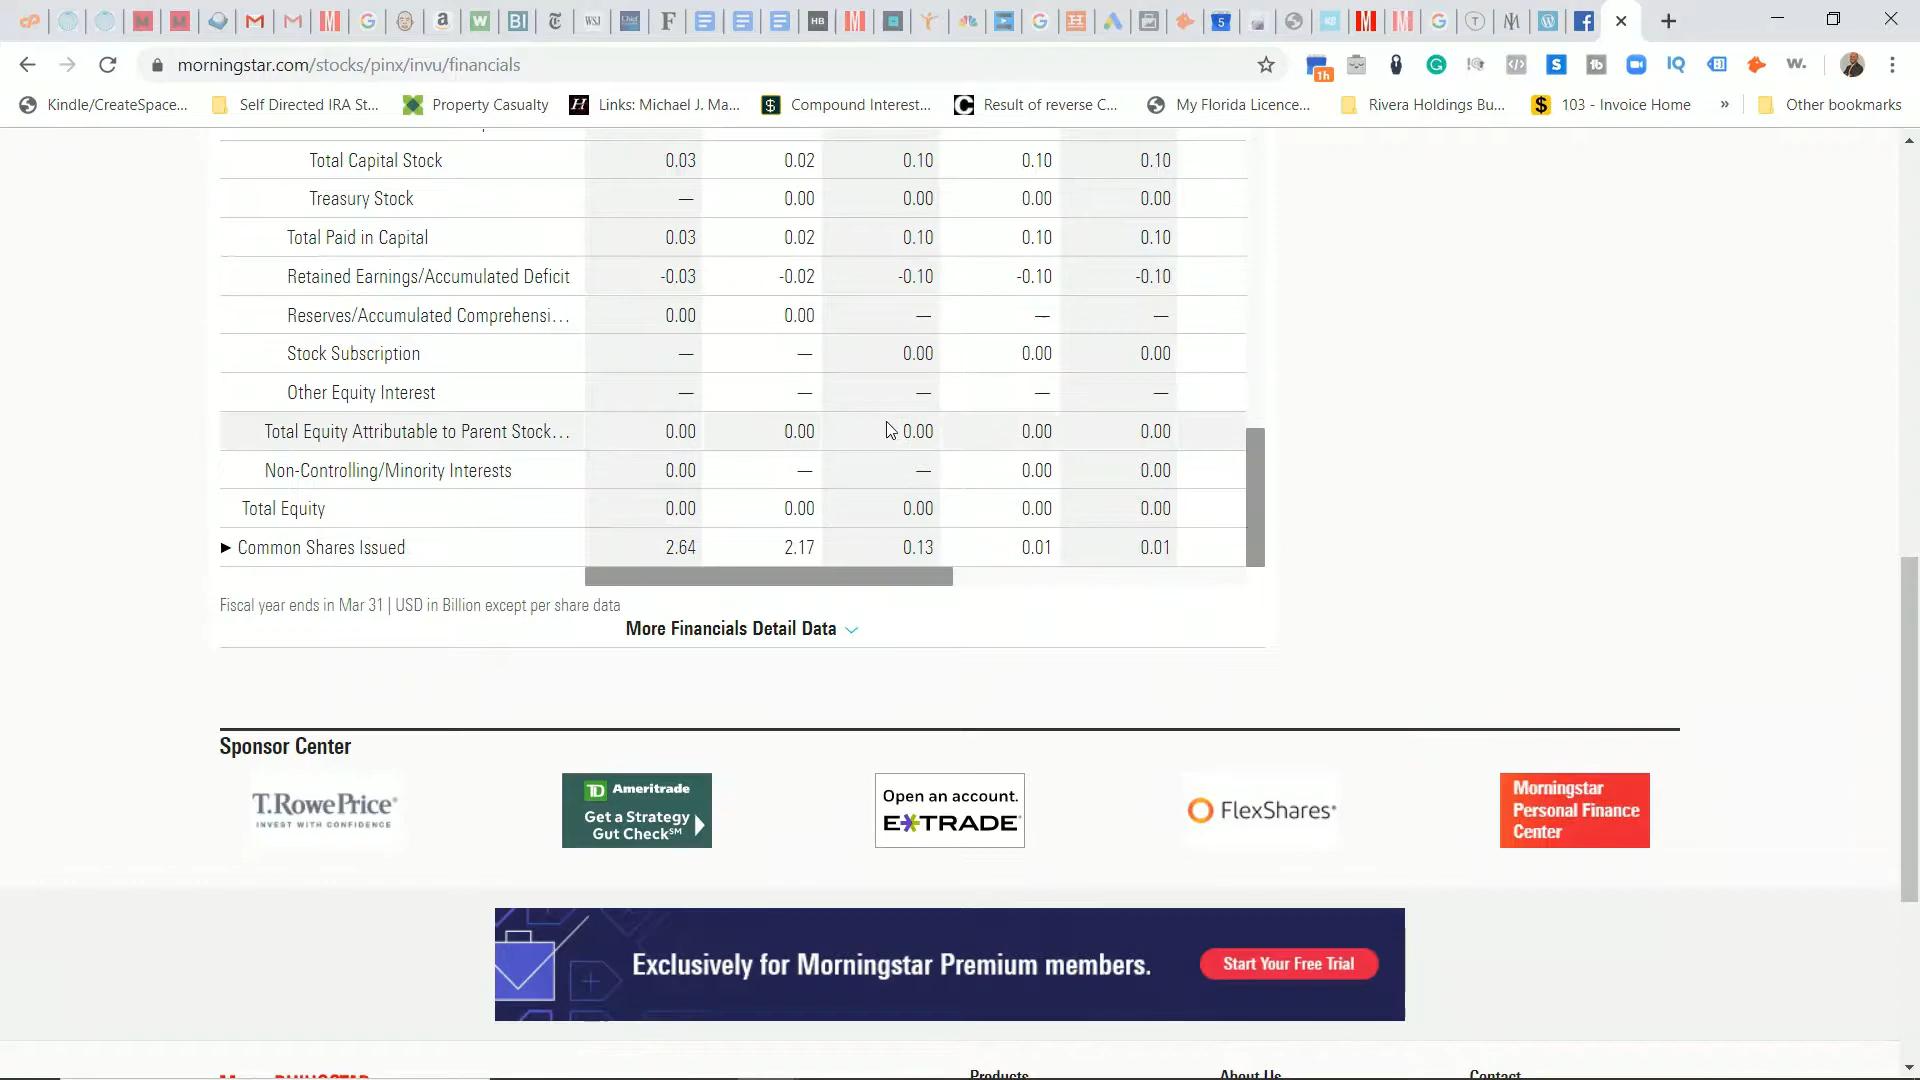 morningstar.com/stocks/pinx/invu/financials
1h
Kindle/CreateSpace... Self Directed IRA St... Property Casualty Links: Michael J. Ma... Compound Interest... Result of reverse C... My Florida Licence... Rivera Holdings Bu... 103 - Invoice Home » Other bookmarks
Total Capital Stock 0.03 0.02 0.10 0.10 0.10
Treasury Stock — 0.00 0.00 0.00 0.00
Total Paid in Capital 0.03 0.02 0.10 0.10 0.10
Retained Earnings/Accumulated Deficit -0.03 -0.02 -0.10 -0.10 -0.10
Reserves/Accumulated Comprehensi... 0.00 0.00 — — —
Stock Subscription — — 0.00 0.00 0.00
Other Equity Interest — — — — —
Total Equity Attributable to Parent Stock... 0.00 0.00 0.00 0.00 0.00
Non-Controlling/Minority Interests 0.00 — — 0.00 0.00
Total Equity 0.00 0.00 0.00 0.00 0.00
Common Shares Issued 2.64 2.17 0.13 0.01 0.01
Fiscal year ends in Mar 31 | USD in Billion except per share data
More Financials Detail Data
Sponsor Center
T.RowePrice
INVEST WITH CONFIDENCE
TD Ameritrade
Get a Strategy
Gut Check℠
Open an account.
E*TRADE
FlexShares
Morningstar
Personal Finance
Center
Exclusively for Morningstar Premium members.
Start Your Free Trial
Products About Us Contact